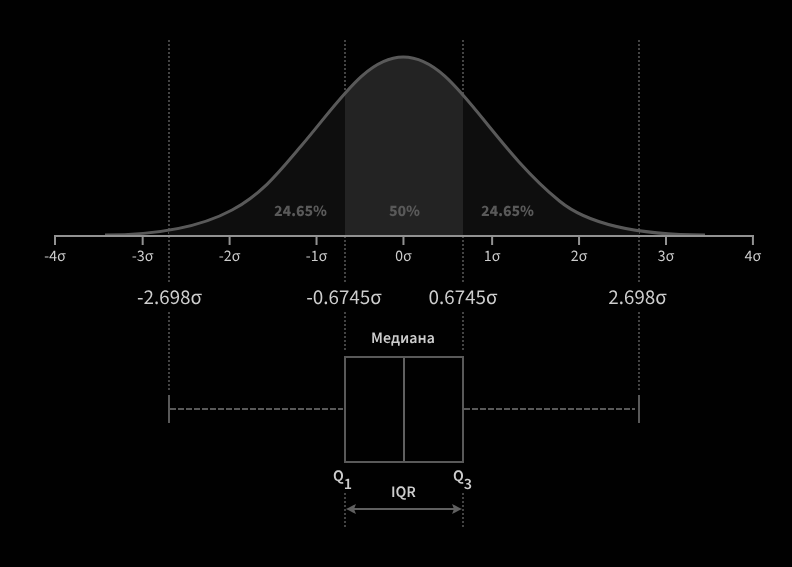 24.65% 50% 24.65%
-4σ -3σ -2σ -1σ 0σ 1σ 2σ 3σ 4σ
-2.698σ -0.6745σ 0.6745σ 2.698σ
Медиана
Q1 Q3
IQR